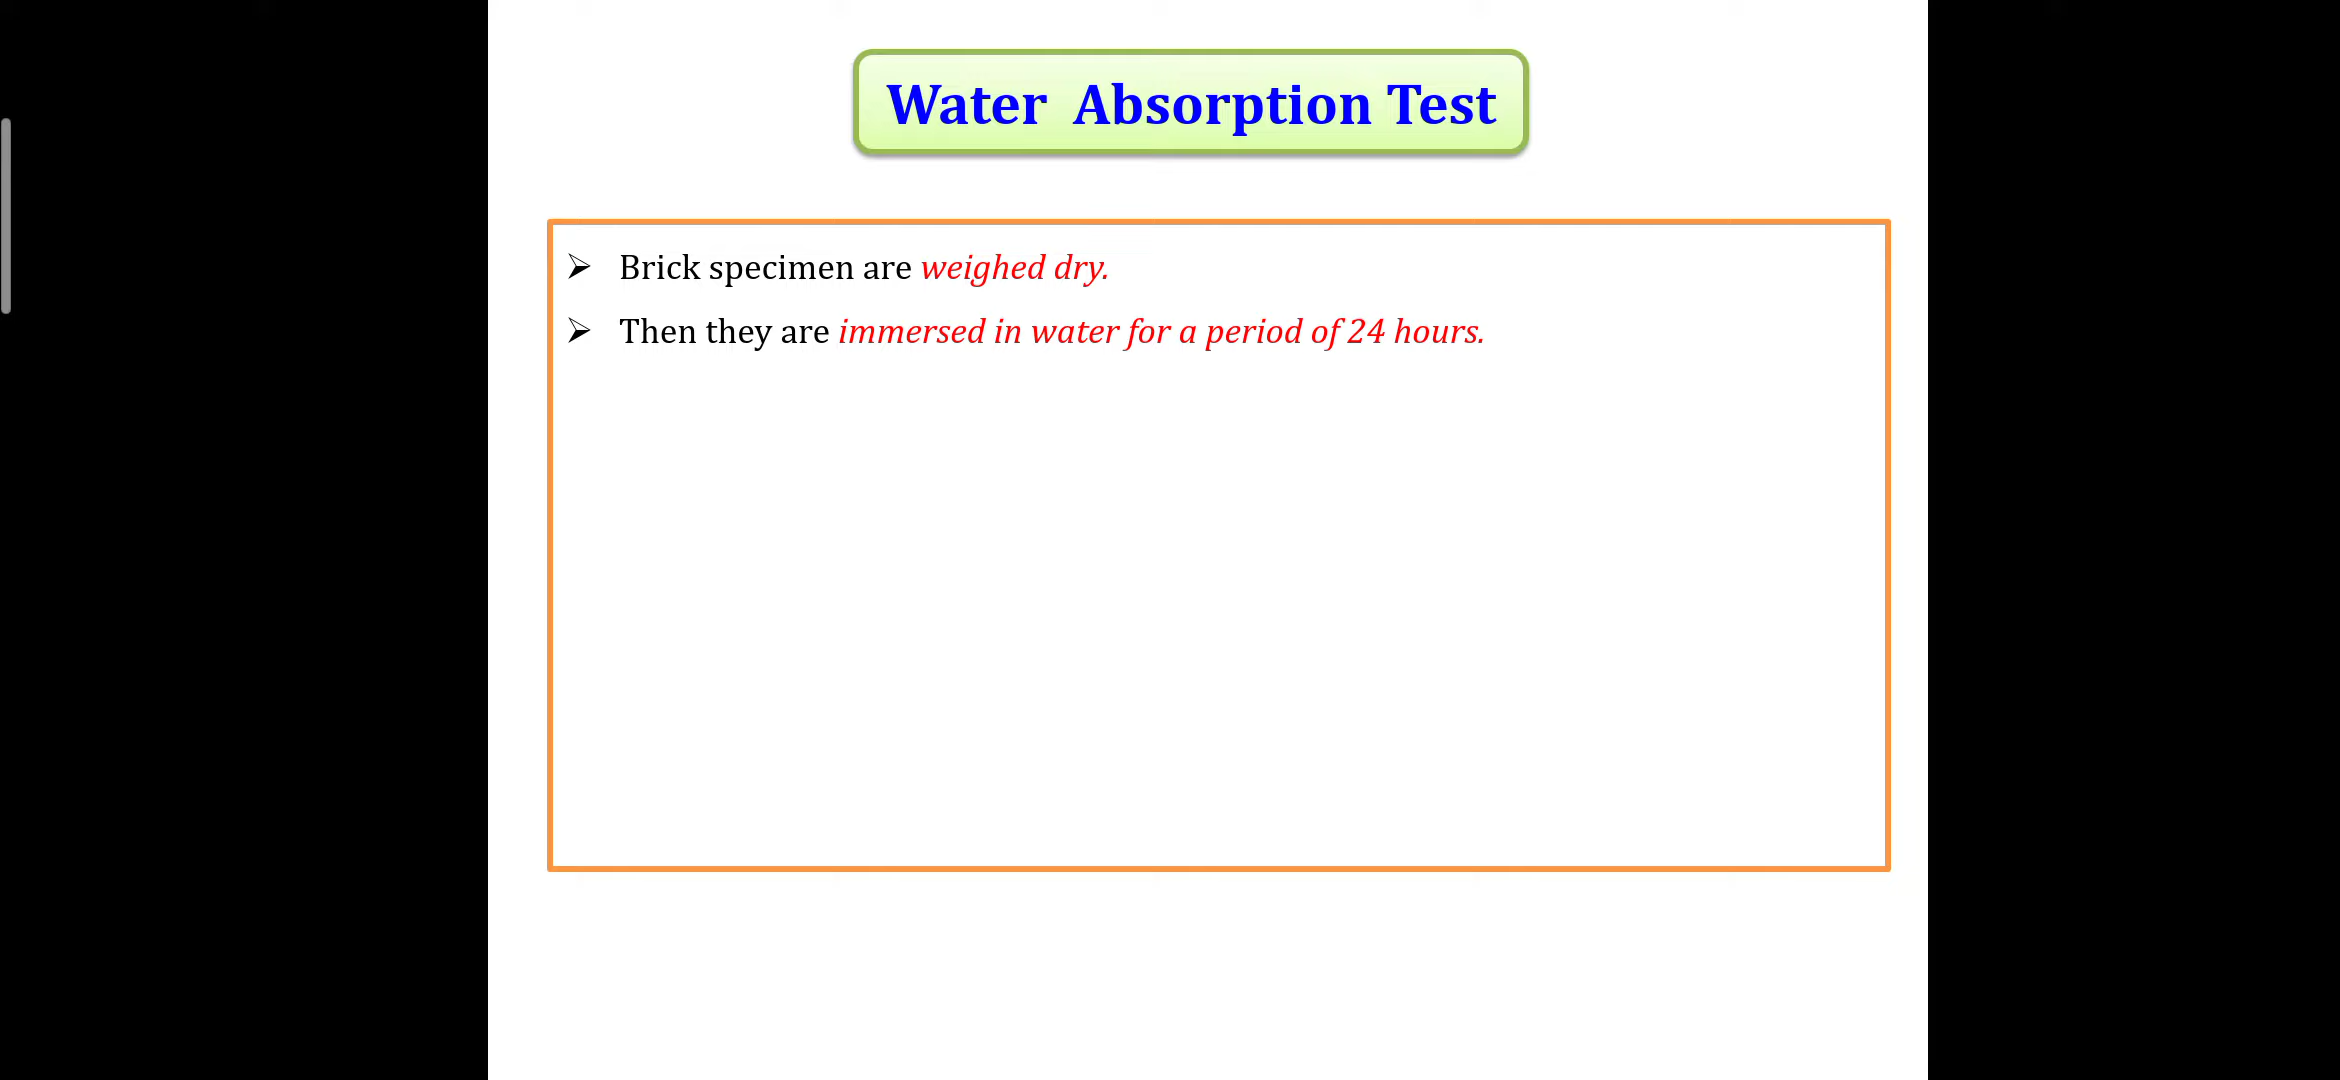 Water Absorption Test
➢ Brick specimen are weighed dry.
➢ Then they are immersed in water for a period of 24 hours.